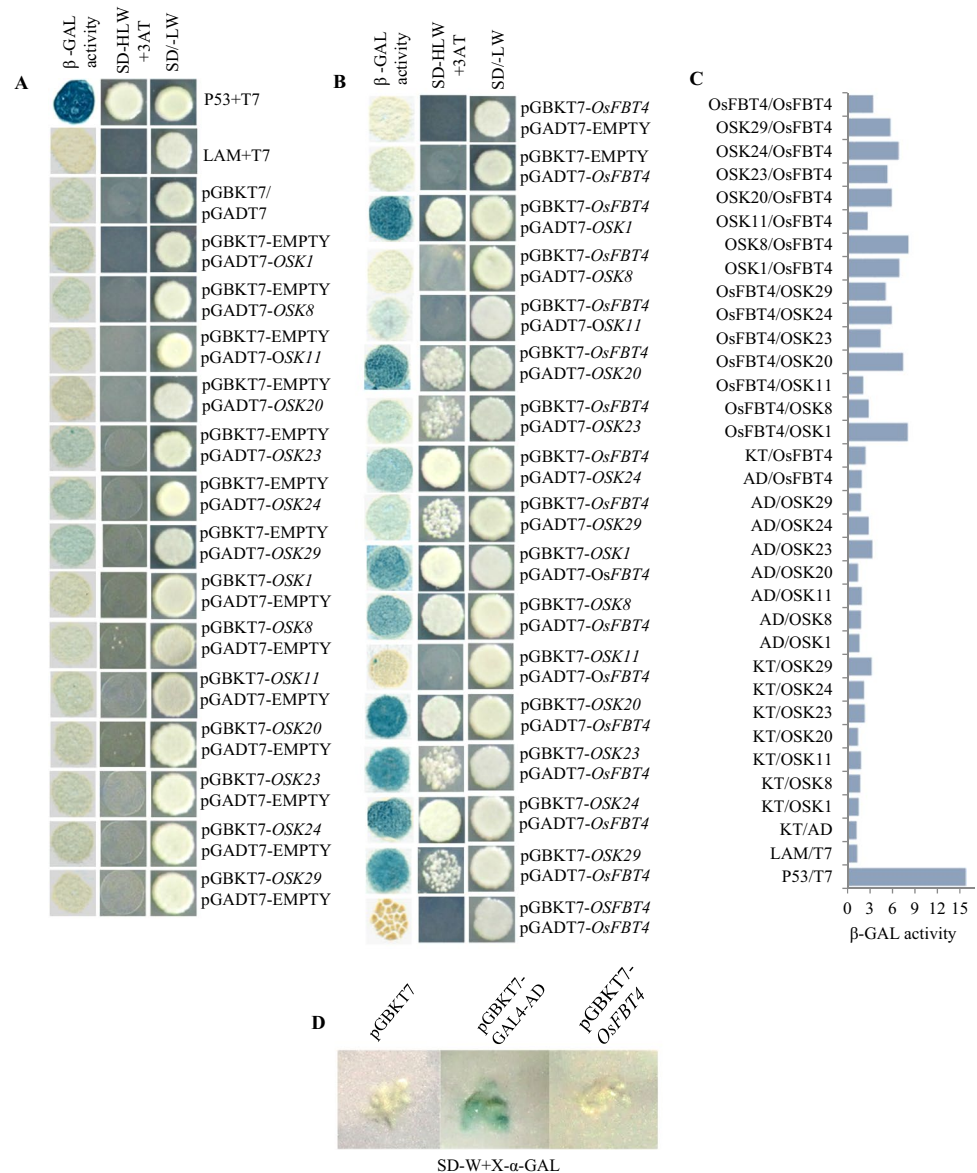 A
β-GAL activity
SD-HLW +3AT
SD/-LW
P53+T7
LAM+T7
pGBKT7/
pGADT7
pGBKT7-EMPTY
pGADT7-OSK1
pGBKT7-EMPTY
pGADT7-OSK8
pGBKT7-EMPTY
pGADT7-OSK11
pGBKT7-EMPTY
pGADT7-OSK20
pGBKT7-EMPTY
pGADT7-OSK23
pGBKT7-EMPTY
pGADT7-OSK24
pGBKT7-EMPTY
pGADT7-OSK29
pGBKT7-OSK1
pGADT7-EMPTY
pGBKT7-OSK8
pGADT7-EMPTY
pGBKT7-OSK11
pGADT7-EMPTY
pGBKT7-OSK20
pGADT7-EMPTY
pGBKT7-OSK23
pGADT7-EMPTY
pGBKT7-OSK24
pGADT7-EMPTY
pGBKT7-OSK29
pGADT7-EMPTY
B
β-GAL activity
SD-HLW +3AT
SD/-LW
pGBKT7-OsFBT4
pGADT7-EMPTY
pGBKT7-EMPTY
pGADT7-OsFBT4
pGBKT7-OsFBT4
pGADT7-OSK1
pGBKT7-OsFBT4
pGADT7-OSK8
pGBKT7-OsFBT4
pGADT7-OSK11
pGBKT7-OsFBT4
pGADT7-OSK20
pGBKT7-OsFBT4
pGADT7-OSK23
pGBKT7-OsFBT4
pGADT7-OSK24
pGBKT7-OsFBT4
pGADT7-OSK29
pGBKT7-OSK1
pGADT7-OsFBT4
pGBKT7-OSK8
pGADT7-OsFBT4
pGBKT7-OSK11
pGADT7-OsFBT4
pGBKT7-OSK20
pGADT7-OsFBT4
pGBKT7-OSK23
pGADT7-OsFBT4
pGBKT7-OSK24
pGADT7-OsFBT4
pGBKT7-OSK29
pGADT7-OsFBT4
pGBKT7-OSFBT4
pGADT7-OsFBT4
C
OsFBT4/OsFBT4
OSK29/OsFBT4
OSK24/OsFBT4
OSK23/OsFBT4
OSK20/OsFBT4
OSK11/OsFBT4
OSK8/OsFBT4
OSK1/OsFBT4
OsFBT4/OSK29
OsFBT4/OSK24
OsFBT4/OSK23
OsFBT4/OSK20
OsFBT4/OSK11
OsFBT4/OSK8
OsFBT4/OSK1
KT/OsFBT4
AD/OsFBT4
AD/OSK29
AD/OSK24
AD/OSK23
AD/OSK20
AD/OSK11
AD/OSK8
AD/OSK1
KT/OSK29
KT/OSK24
KT/OSK23
KT/OSK20
KT/OSK11
KT/OSK8
KT/OSK1
KT/AD
LAM/T7
P53/T7
0 3 6 9 12 15
β-GAL activity
D
pGBKT7
pGBKT7-
GAL4-AD
pGBKT7-
OsFBT4
SD-W+X-α-GAL